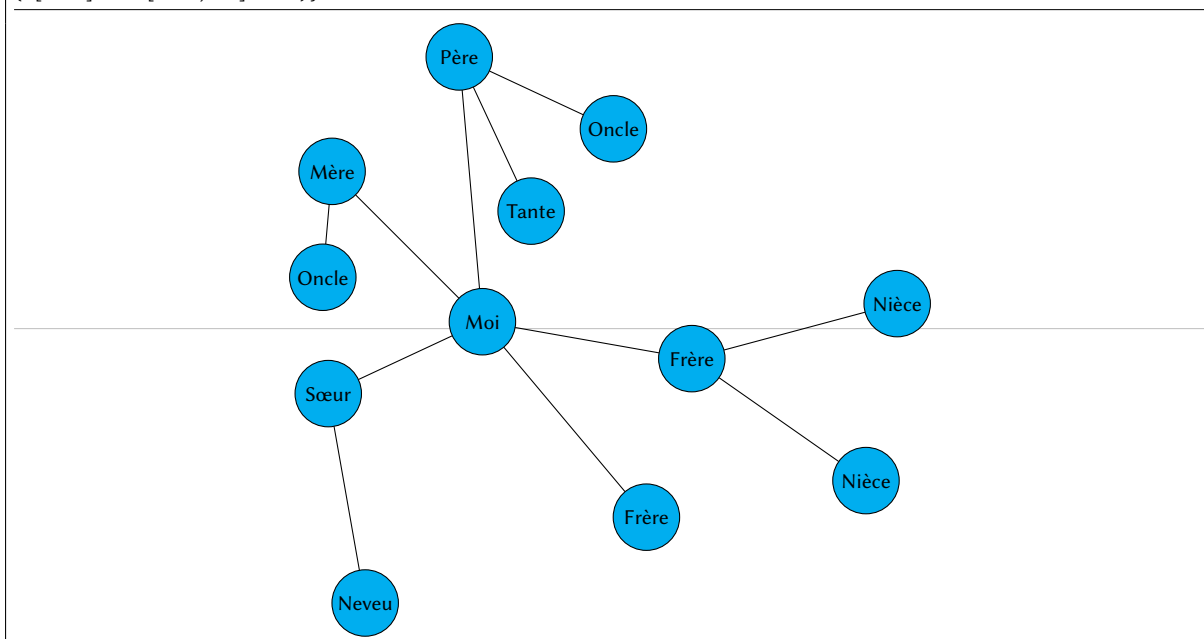 Père
Oncle
Mère
Tante
Oncle
Nièce
Moi
Frère
Sœur
Nièce
Frère
Neveu